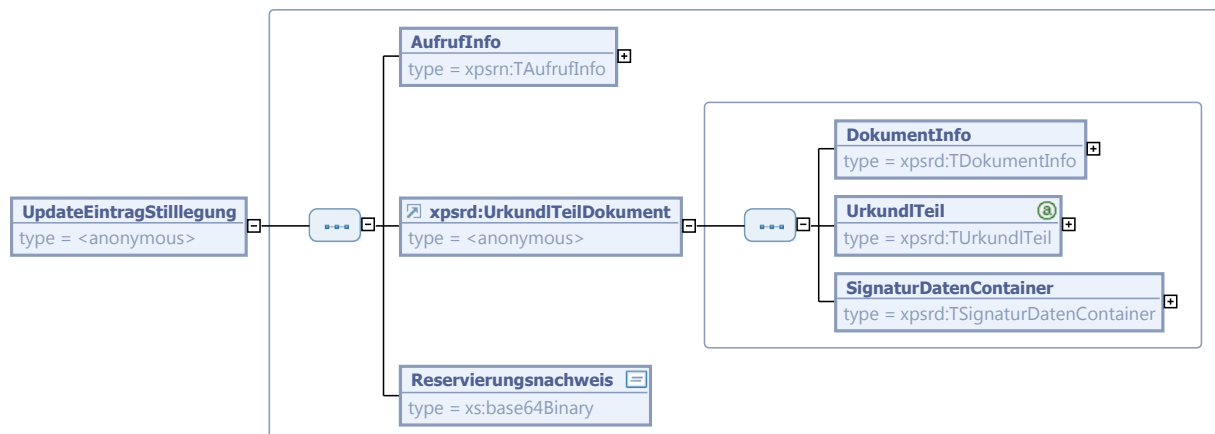 AufrufInfo
type = xpsrn:TAufrufInfo
DokumentInfo
type = xpsrd:TDokumentInfo
UpdateEintragStilllegung
type = <anonymous>
xpsrd:UrkundlTeilDokument
type = <anonymous>
UrkundlTeil
type = xpsrd:TUrkundlTeil
SignaturDatenContainer
type = xpsrd:TSignaturDatenContainer
Reservierungsnachweis
type = xs:base64Binary